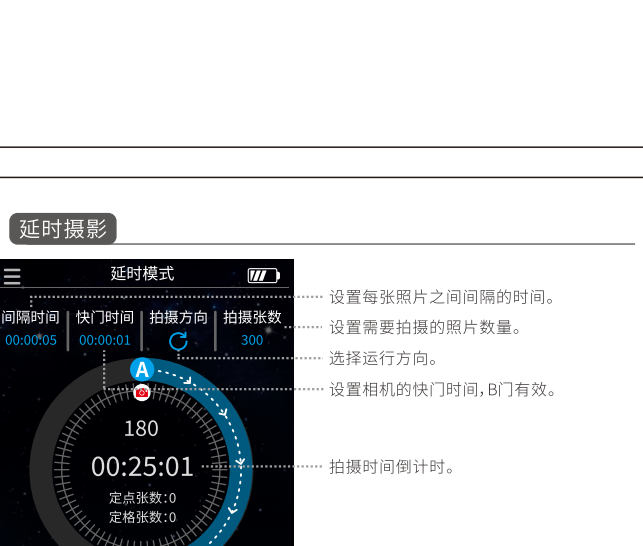 延时摄影
延时模式
间隔时间 快门时间 拍摄方向 拍摄张数
00:00:05 00:00:01 300
A
180
00:25:01
定点张数:0
定格张数:0
设置每张照片之间间隔的时间。
设置需要拍摄的照片数量。
选择运行方向。
设置相机的快门时间，B门有效。
拍摄时间倒计时。